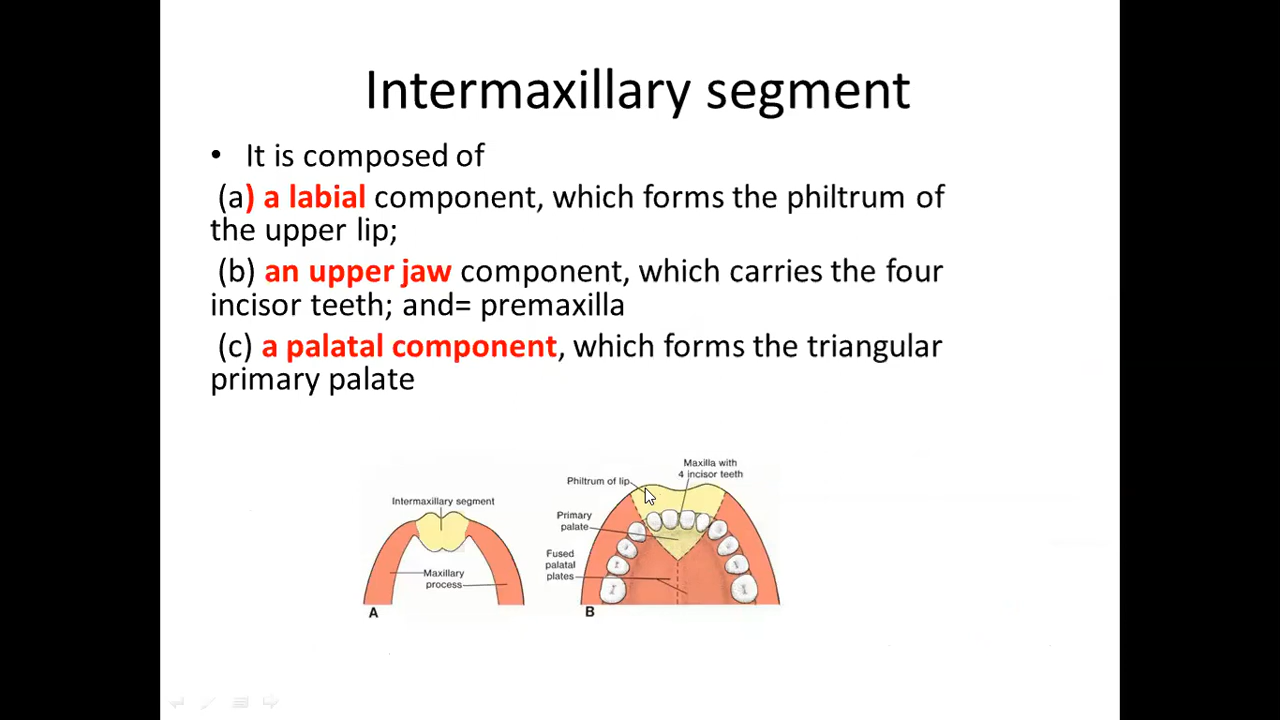 Intermaxillary segment
• It is composed of
(a) a labial component, which forms the philtrum of
the upper lip;
(b) an upper jaw component, which carries the four
incisor teeth; and= premaxilla
(c) a palatal component, which forms the triangular
primary palate
Intermaxillary segment
Maxillary
process
A
Maxilla with
4 incisor teeth
Philtrum of lip
Primary
palate
Fused
palatal
plates
B